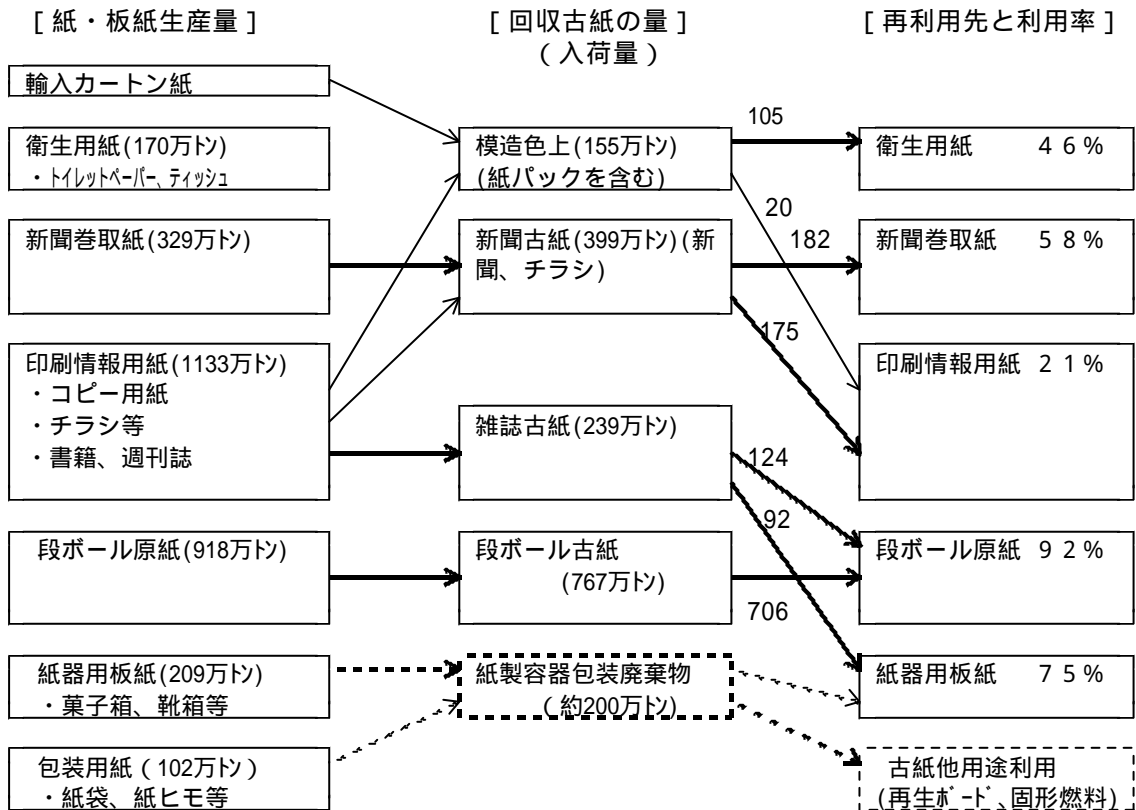 [ 紙・板紙生産量 ]
[ 回収古紙の量 ]
( 入荷量 )
[ 再利用先と利用率 ]
輸入カートン紙
衛生用紙(170万トン)
・トイレットペーパー、ティッシュ
新聞巻取紙(329万トン)
印刷情報用紙(1133万トン)
・コピー用紙
・チラシ等
・書籍、週刊誌
段ボール原紙(918万トン)
紙器用板紙(209万トン)
・菓子箱、靴箱等
包装用紙(102万トン)
・紙袋、紙ヒモ等
模造色上(155万トン)
(紙パックを含む)
新聞古紙(399万トン)(新
聞、チラシ)
雑誌古紙(239万トン)
段ボール古紙
(767万トン)
紙製容器包装廃棄物
(約200万トン)
105
20
182
175
124
92
706
衛生用紙 46%
新聞巻取紙 58%
印刷情報用紙 21%
段ボール原紙 92%
紙器用板紙 75%
古紙他用途利用
(再生ボード、固形燃料)